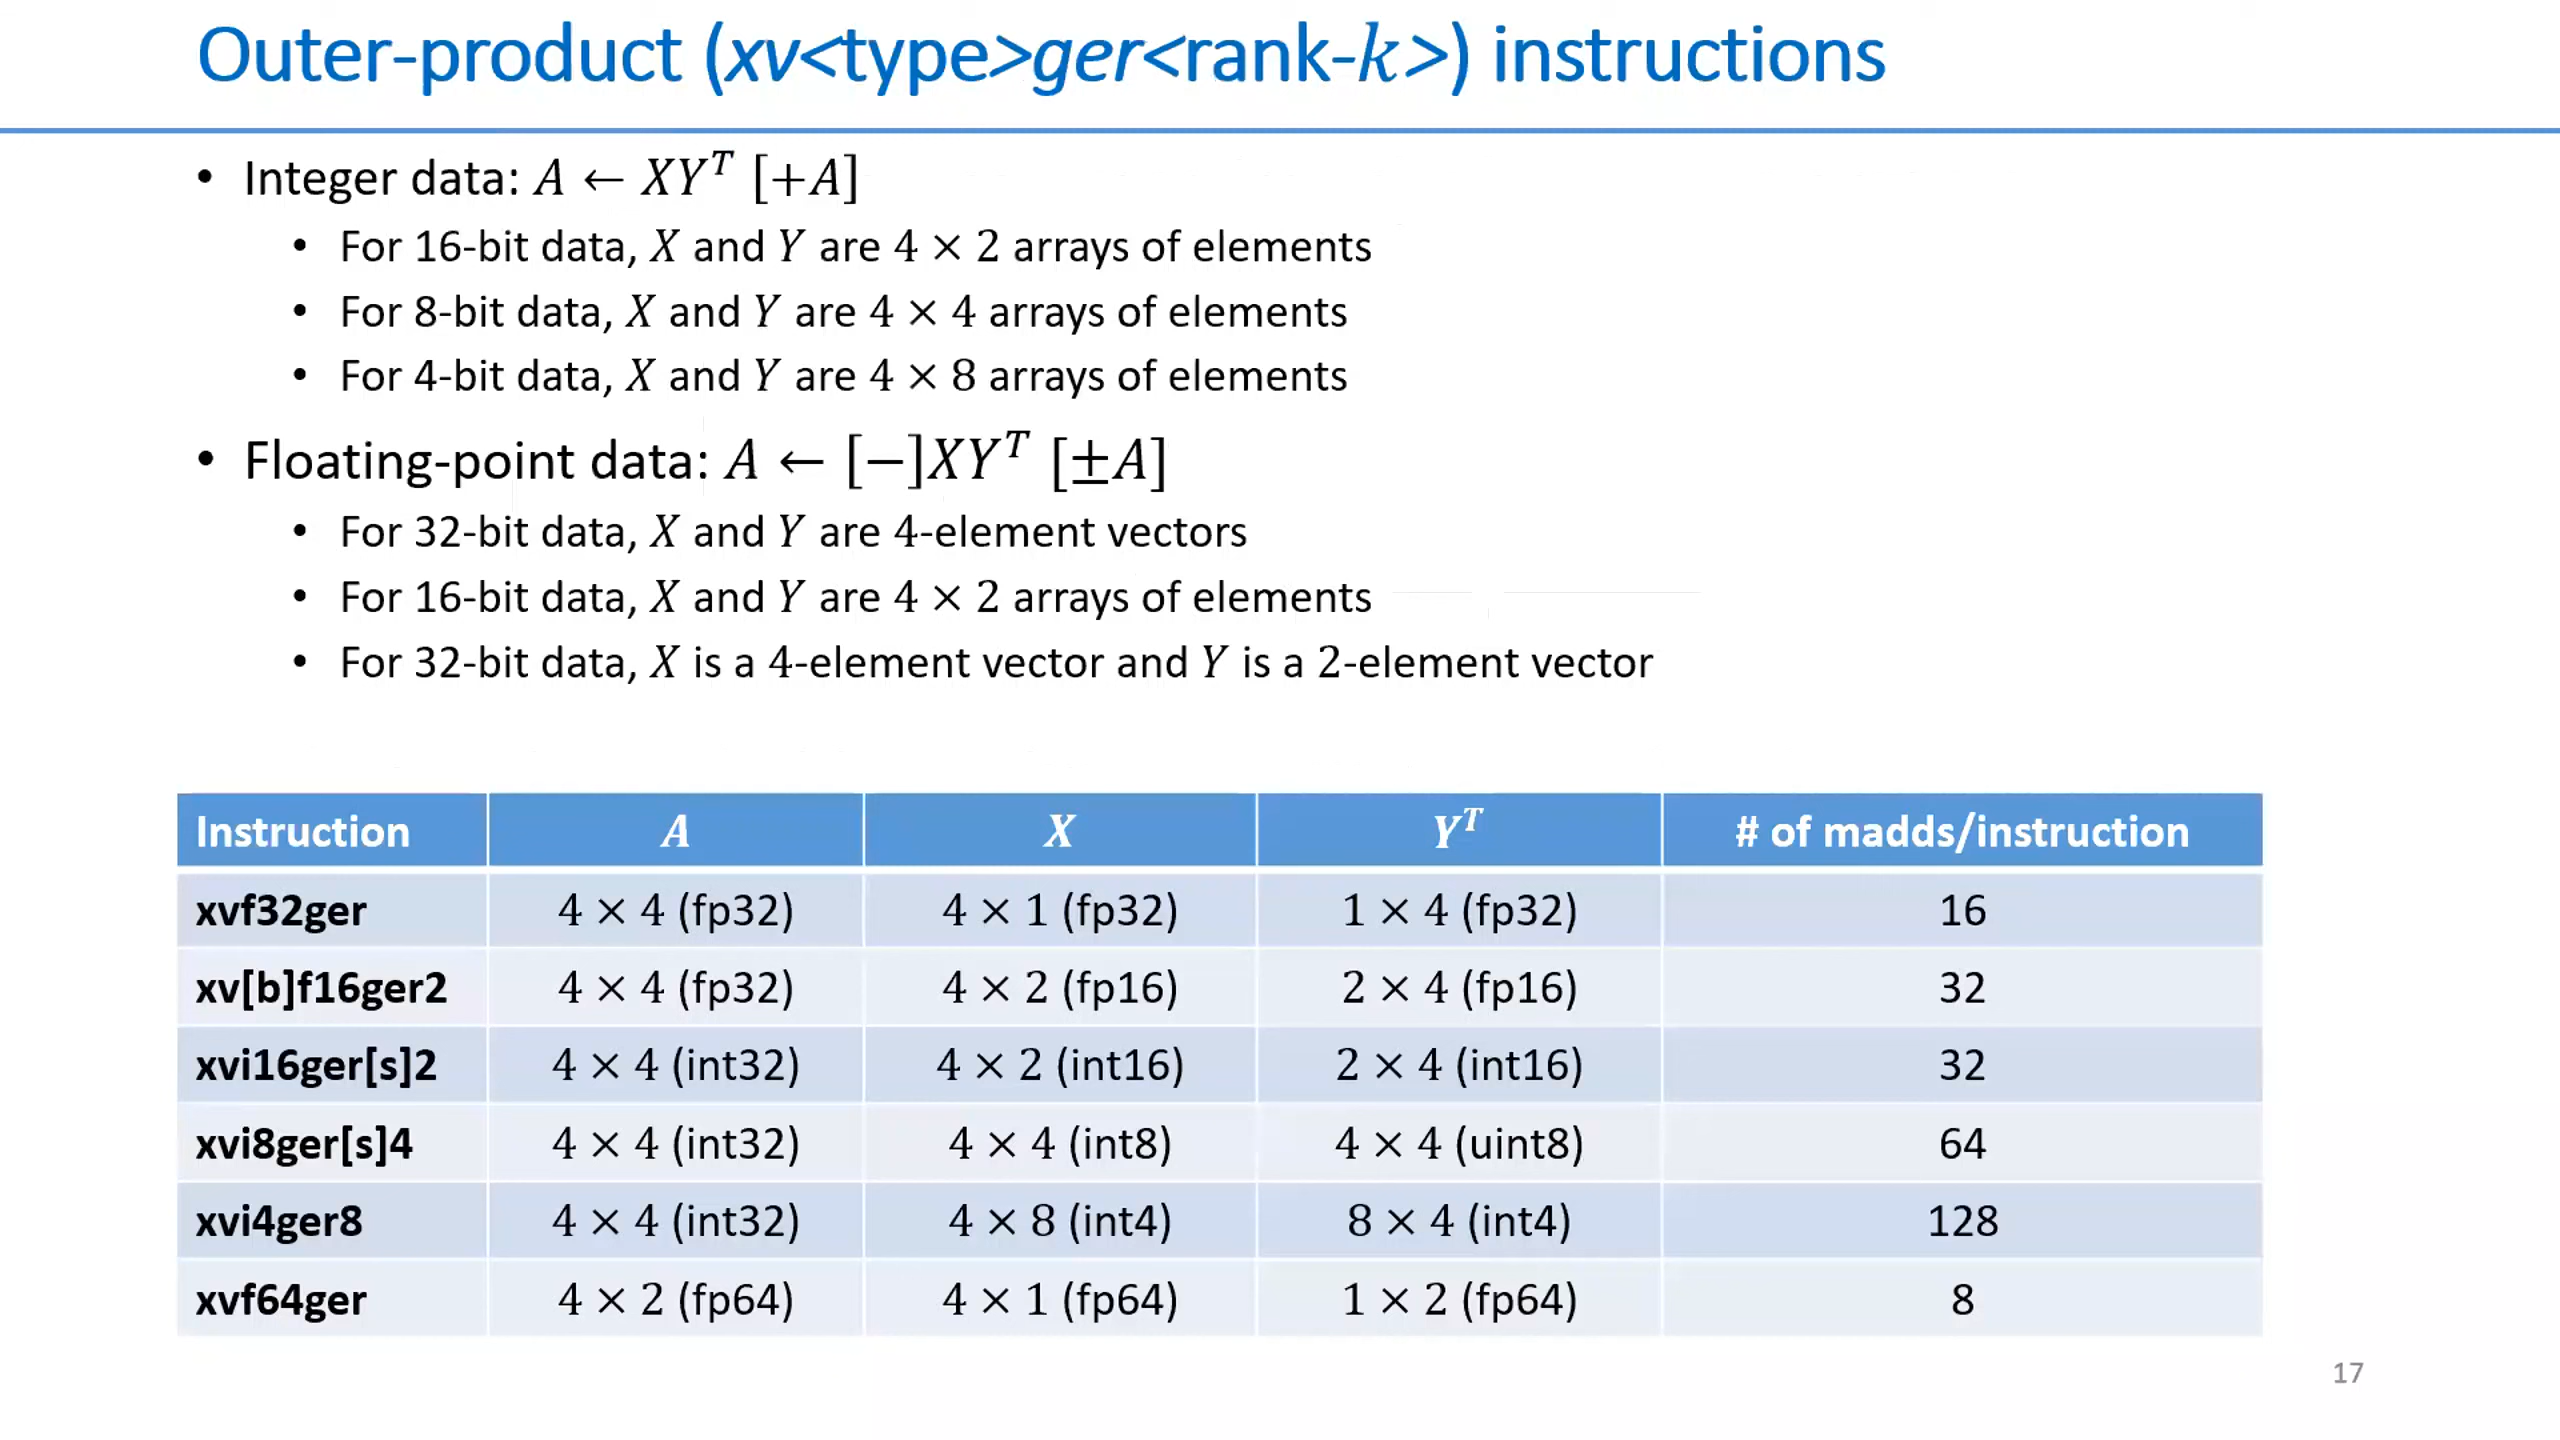 Outer-product (xv<type>ger<rank-k>) instructions
• Integer data: A ← XYᵀ [+A]
• For 16-bit data, X and Y are 4 × 2 arrays of elements
• For 8-bit data, X and Y are 4 × 4 arrays of elements
• For 4-bit data, X and Y are 4 × 8 arrays of elements
• Floating-point data: A ← [−]XYᵀ [±A]
• For 32-bit data, X and Y are 4-element vectors
• For 16-bit data, X and Y are 4 × 2 arrays of elements
• For 32-bit data, X is a 4-element vector and Y is a 2-element vector
Instruction A X Yᵀ # of madds/instruction
xvf32ger 4 × 4 (fp32) 4 × 1 (fp32) 1 × 4 (fp32) 16
xv[b]f16ger2 4 × 4 (fp32) 4 × 2 (fp16) 2 × 4 (fp16) 32
xvi16ger[s]2 4 × 4 (int32) 4 × 2 (int16) 2 × 4 (int16) 32
xvi8ger[s]4 4 × 4 (int32) 4 × 4 (int8) 4 × 4 (uint8) 64
xvi4ger8 4 × 4 (int32) 4 × 8 (int4) 8 × 4 (int4) 128
xvf64ger 4 × 2 (fp64) 4 × 1 (fp64) 1 × 2 (fp64) 8
17